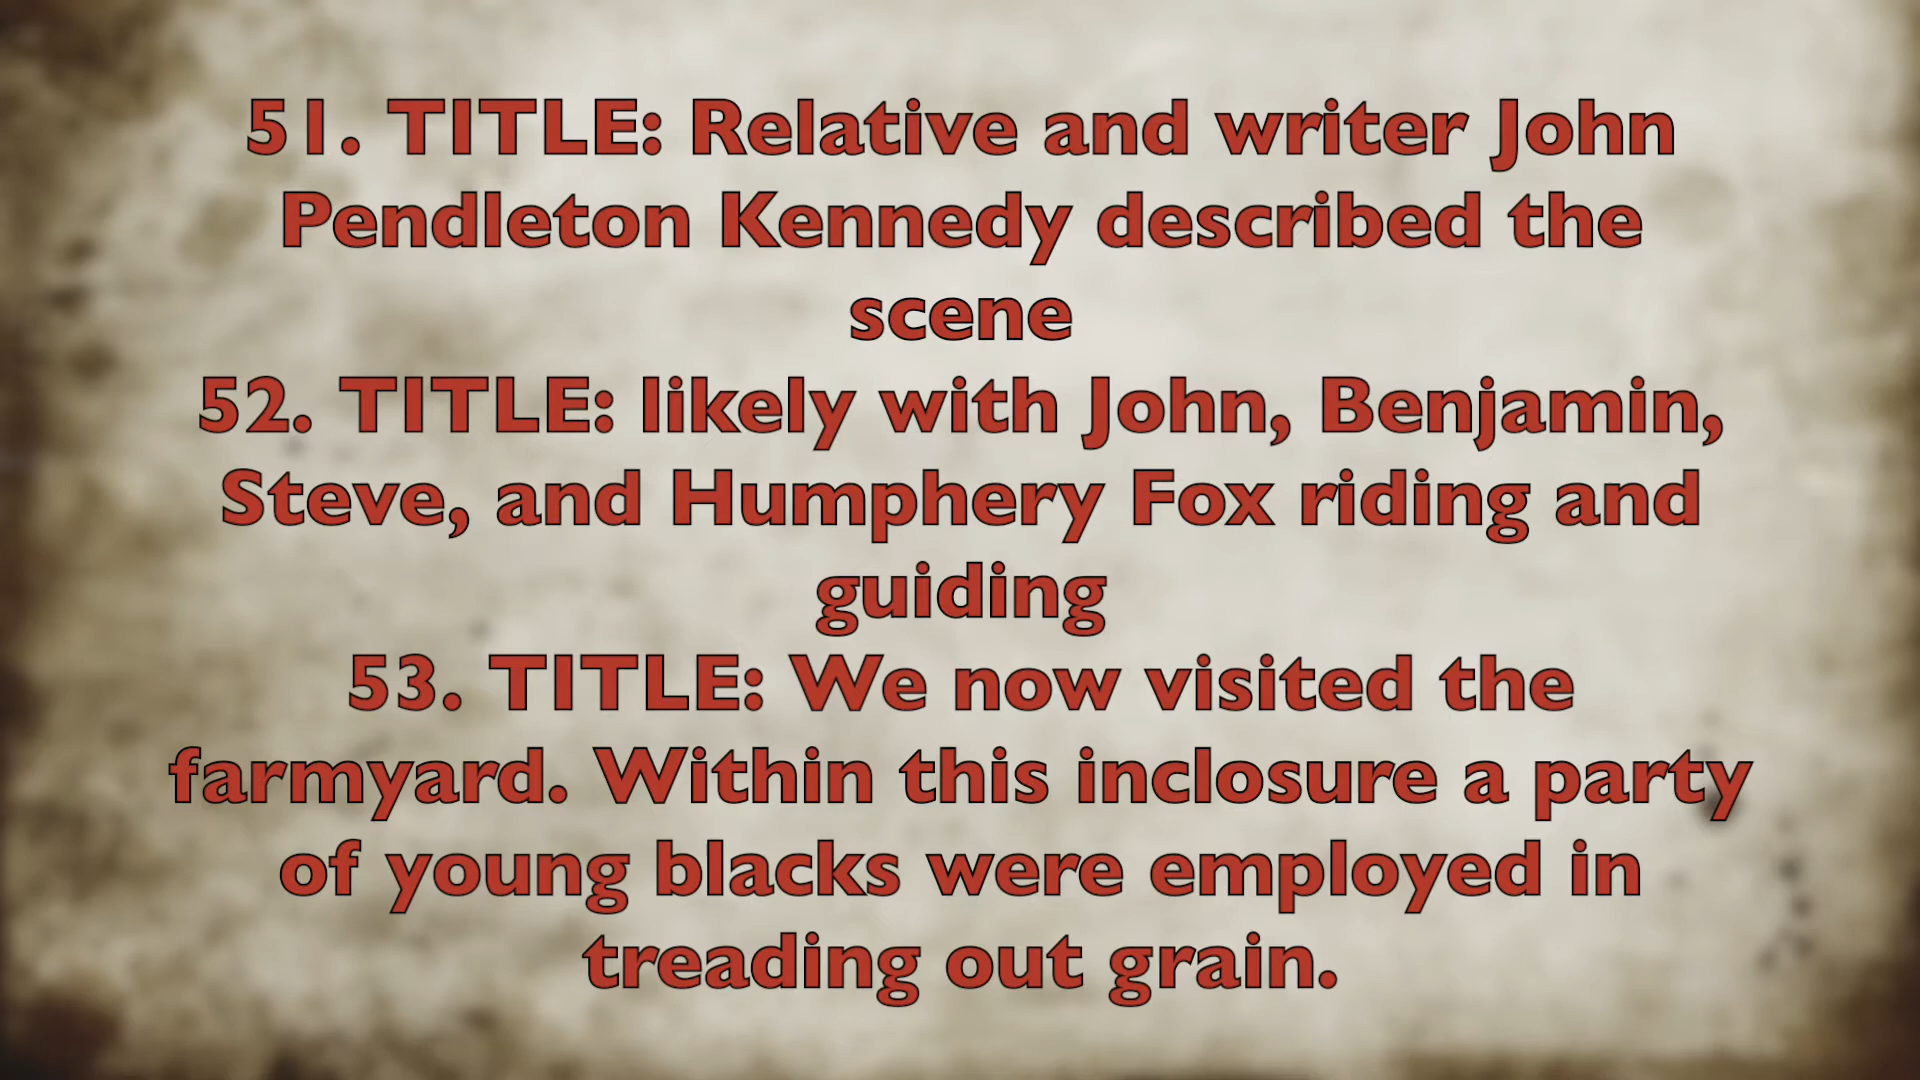 51. TITLE: Relative and writer John
Pendleton Kennedy described the
scene
52. TITLE: likely with John, Benjamin,
Steve, and Humphery Fox riding and
guiding
53. TITLE: We now visited the
farmyard. Within this inclosure a party
of young blacks were employed in
treading out grain.